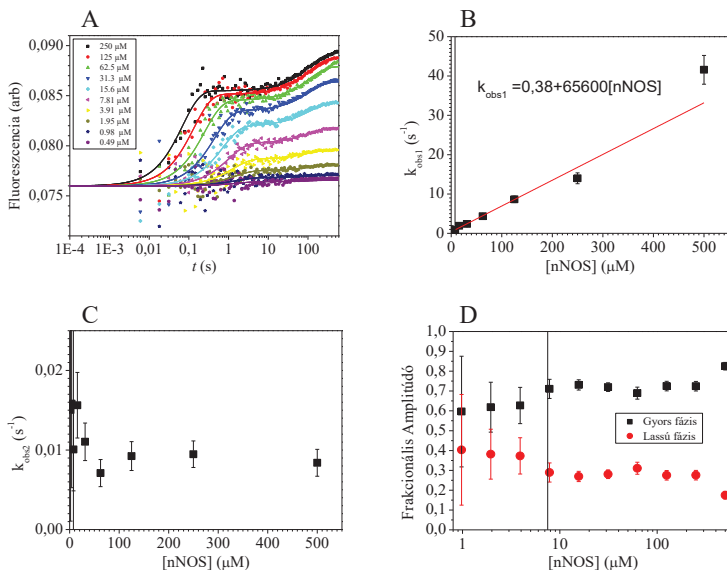 A
0,090
0,085
0,080
0,075
Fluoreszcencia (arb)
250 µM
125 µM
62.5 µM
31.3 µM
15.6 µM
7.81 µM
3.91 µM
1.95 µM
0.98 µM
0.49 µM
1E-4 1E-3 0,01 0,1 1 10 100
t (s)
B
50
40
30
20
10
0
k_obs1 (s⁻¹)
k_obs1 =0,38+65600[nNOS]
0 100 200 300 400 500
[nNOS] (µM)
C
0,02
0,01
0,00
k_obs2 (s⁻¹)
0 100 200 300 400 500
[nNOS] (µM)
D
1,0
0,9
0,8
0,7
0,6
0,5
0,4
0,3
0,2
0,1
0,0
Frakcionális Amplitúdó
Gyors fázis
Lassú fázis
1 10 100
[nNOS] (µM)